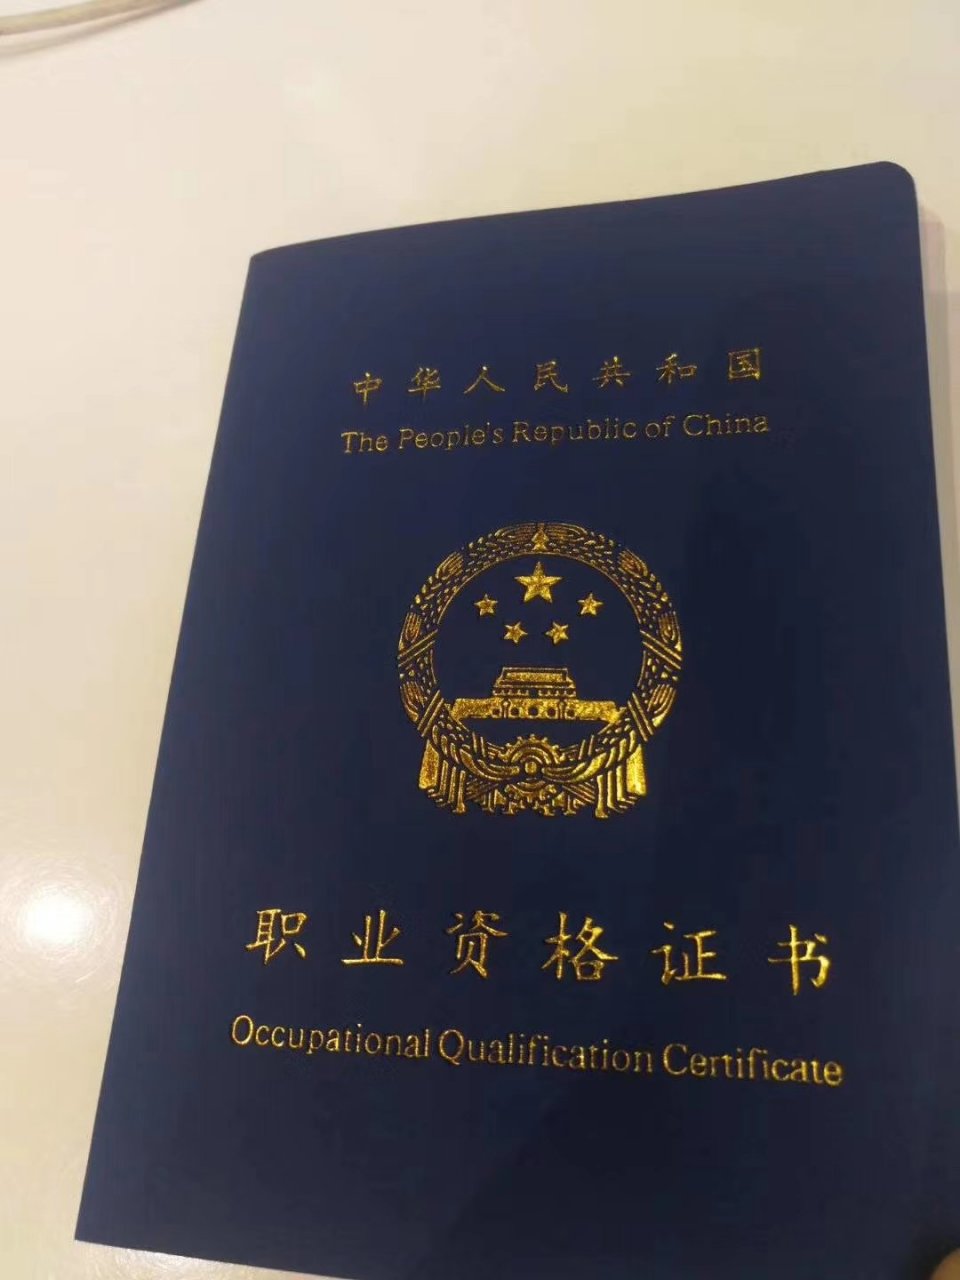 中华人民共和国
The People's Republic of China
职业资格证书
Occupational Qualification Certificate